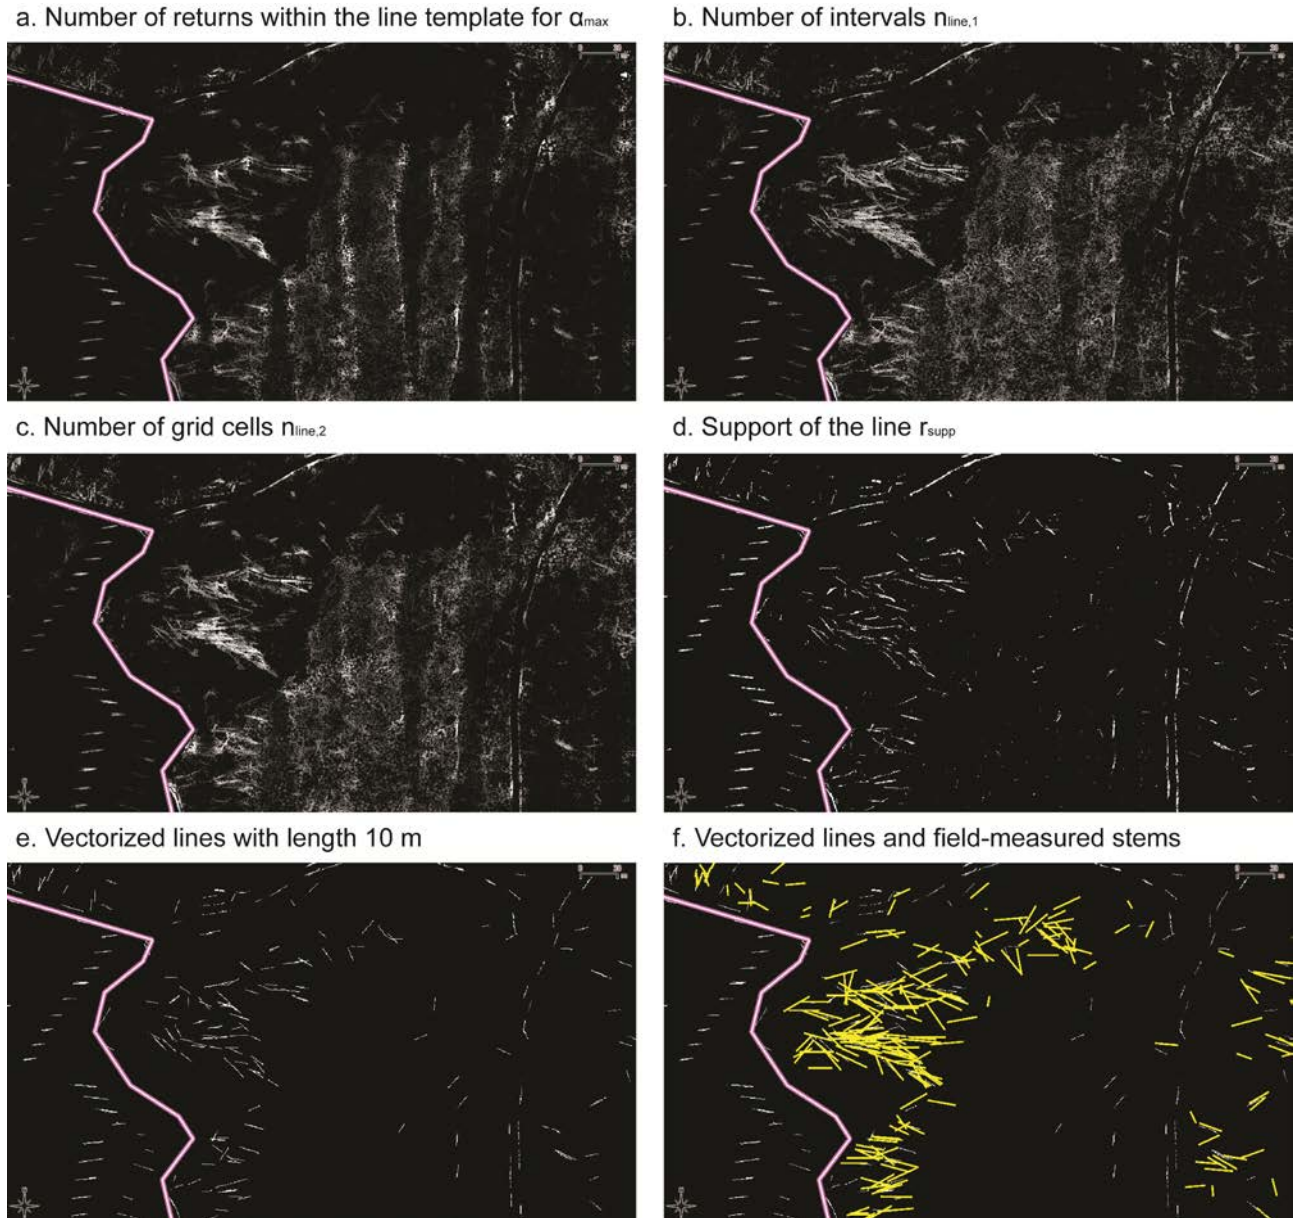 a. Number of returns within the line template for αmax
b. Number of intervals nline,1
c. Number of grid cells nline,2
d. Support of the line rsupp
e. Vectorized lines with length 10 m
f. Vectorized lines and field-measured stems